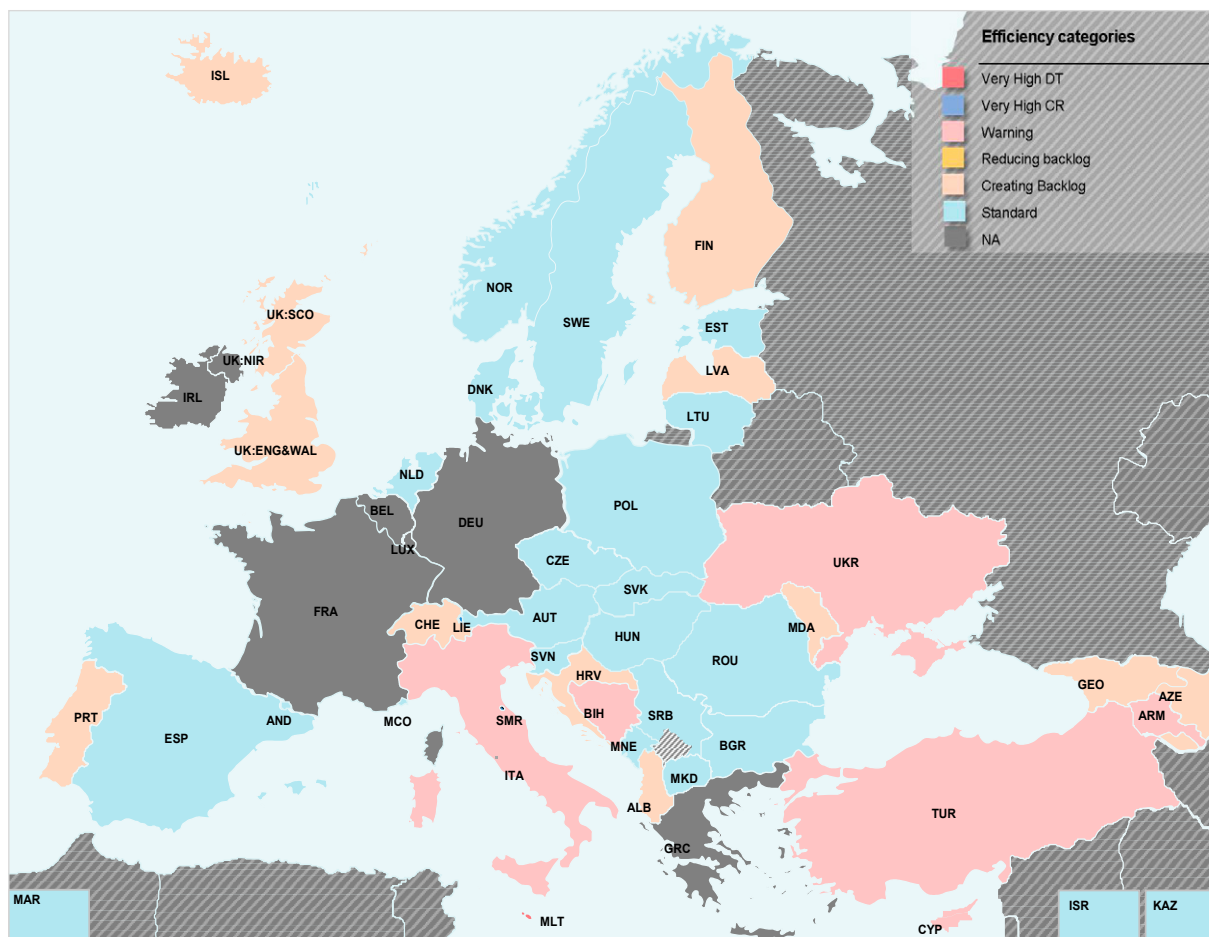 Efficiency categories
Very High DT
Very High CR
Warning
Reducing backlog
Creating Backlog
Standard
NA
ISL
FIN
NOR
SWE
UK:SCO
EST
UK:NIR
LVA
DNK
IRL
LTU
UK:ENG&WAL
NLD
POL
BEL
DEU
LUX
CZE
UKR
SVK
FRA
AUT
CHE
LIE
MDA
HUN
SVN
ROU
HRV
GEO
AZE
PRT
BIH
SRB
ARM
AND
MCO
SMR
ESP
MNE
BGR
ITA
MKD
ALB
TUR
GRC
MAR
ISR
KAZ
MLT
CYP